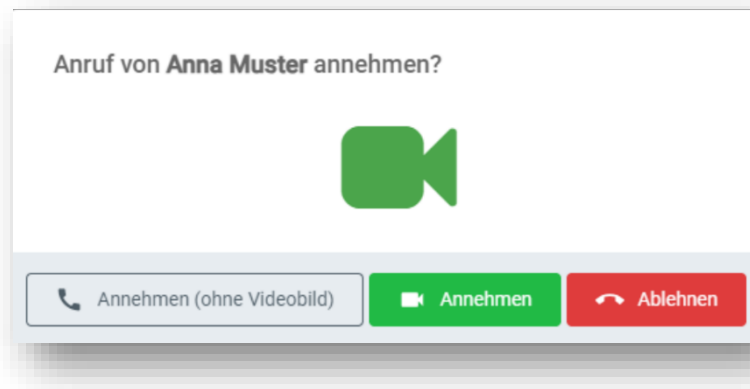 Anruf von Anna Muster annehmen?
Annehmen (ohne Videobild)
Annehmen
Ablehnen